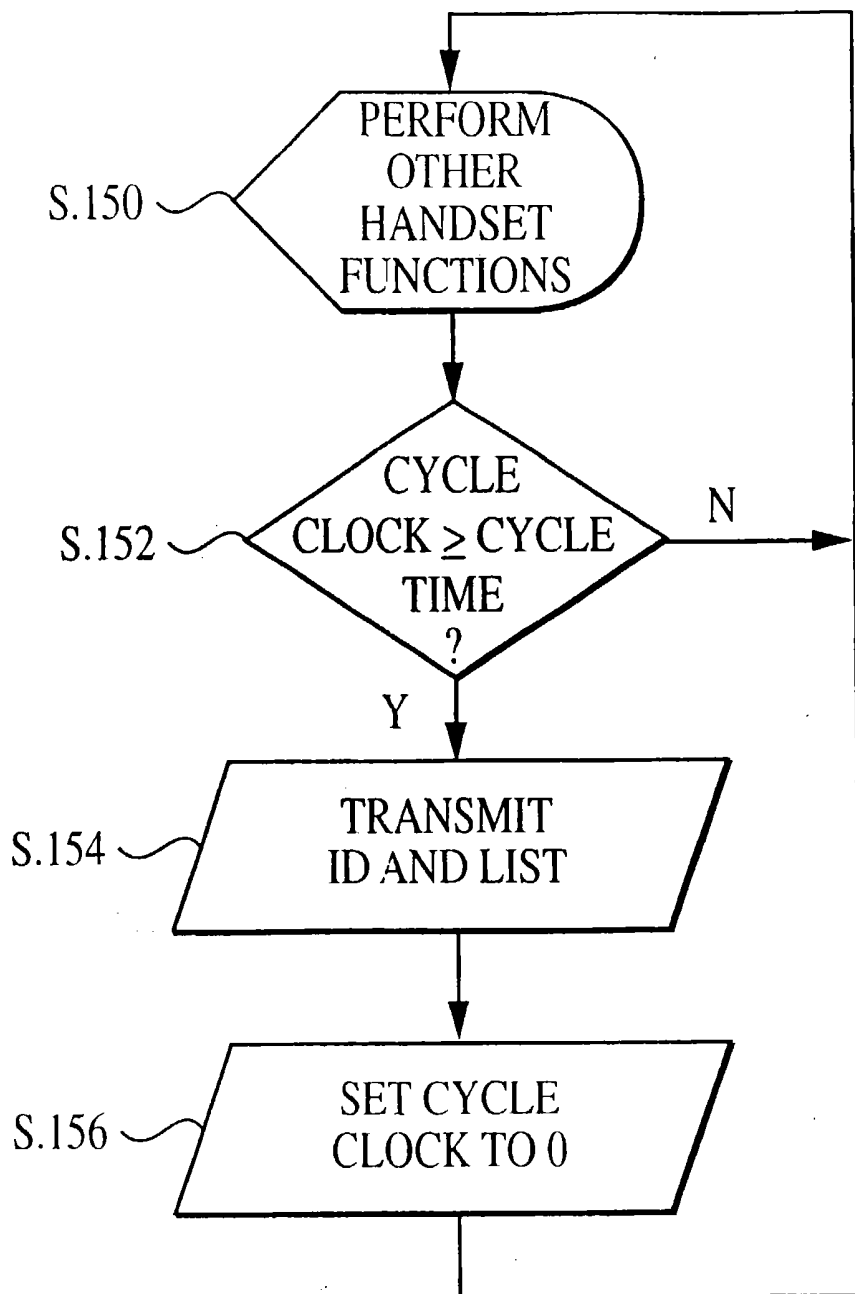 PERFORM
OTHER
HANDSET
FUNCTIONS
S.150
CYCLE
CLOCK ≥ CYCLE
TIME
?
S.152
N
Y
TRANSMIT
ID AND LIST
S.154
SET CYCLE
CLOCK TO 0
S.156